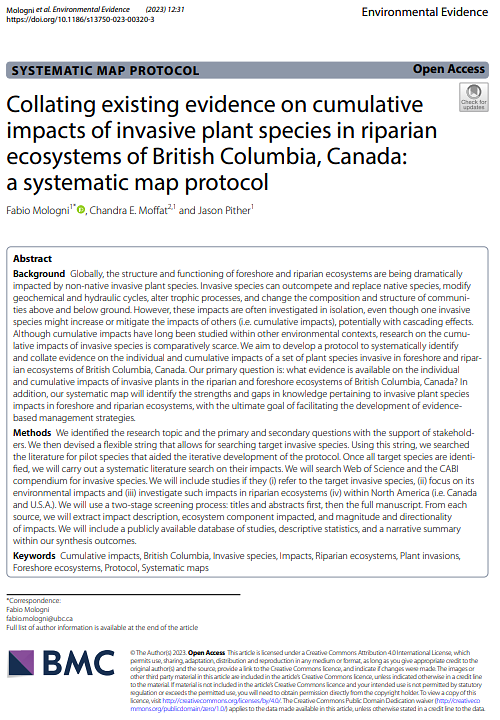 Mologni et al. Environmental Evidence (2023) 12:31
https://doi.org/10.1186/s13750-023-00320-3
Environmental Evidence
SYSTEMATIC MAP PROTOCOL
Open Access
Check for
updates
Collating existing evidence on cumulative
impacts of invasive plant species in riparian
ecosystems of British Columbia, Canada:
a systematic map protocol
Fabio Mologni1*, Chandra E. Moffat2,1 and Jason Pither1
Abstract
Background Globally, the structure and functioning of foreshore and riparian ecosystems are being dramatically
impacted by non-native invasive plant species. Invasive species can outcompete and replace native species, modify
geochemical and hydraulic cycles, alter trophic processes, and change the composition and structure of communi-
ties above and below ground. However, these impacts are often investigated in isolation, even though one invasive
species might increase or mitigate the impacts of others (i.e. cumulative impacts), potentially with cascading effects.
Although cumulative impacts have long been studied within other environmental contexts, research on the cumu-
lative impacts of invasive species is comparatively scarce. We aim to develop a protocol to systematically identify
and collate evidence on the individual and cumulative impacts of a set of plant species invasive in foreshore and ripar-
ian ecosystems of British Columbia, Canada. Our primary question is: what evidence is available on the individual
and cumulative impacts of invasive plants in the riparian and foreshore ecosystems of British Columbia, Canada? In
addition, our systematic map will identify the strengths and gaps in knowledge pertaining to invasive plant species
impacts in foreshore and riparian ecosystems, with the ultimate goal of facilitating the development of evidence-
based management strategies.
Methods We identified the research topic and the primary and secondary questions with the support of stakehold-
ers. We then devised a flexible string that allows for searching target invasive species. Using this string, we searched
the literature for pilot species that aided the iterative development of the protocol. Once all target species are identi-
fied, we will carry out a systematic literature search on their impacts. We will search Web of Science and the CABI
compendium for invasive species. We will include studies if they (i) refer to the target invasive species, (ii) focus on its
environmental impacts and (iii) investigate such impacts in riparian ecosystems (iv) within North America (i.e. Canada
and U.S.A.). We will use a two-stage screening process: titles and abstracts first, then the full manuscript. From each
source, we will extract impact description, ecosystem component impacted, and magnitude and directionality
of impacts. We will include a publicly available database of studies, descriptive statistics, and a narrative summary
within our synthesis outcomes.
Keywords Cumulative impacts, British Columbia, Invasive species, Impacts, Riparian ecosystems, Plant invasions,
Foreshore ecosystems, Protocol, Systematic maps
*Correspondence:
Fabio Mologni
fabio.mologni@ubc.ca
Full list of author information is available at the end of the article
BMC
© The Author(s) 2023. Open Access This article is licensed under a Creative Commons Attribution 4.0 International License, which
permits use, sharing, adaptation, distribution and reproduction in any medium or format, as long as you give appropriate credit to the
original author(s) and the source, provide a link to the Creative Commons licence, and indicate if changes were made. The images or
other third party material in this article are included in the article's Creative Commons licence, unless indicated otherwise in a credit line
to the material. If material is not included in the article's Creative Commons licence and your intended use is not permitted by statutory
regulation or exceeds the permitted use, you will need to obtain permission directly from the copyright holder. To view a copy of this
licence, visit http://creativecommons.org/licenses/by/4.0/. The Creative Commons Public Domain Dedication waiver (http://creativeco
mmons.org/publicdomain/zero/1.0/) applies to the data made available in this article, unless otherwise stated in a credit line to the data.